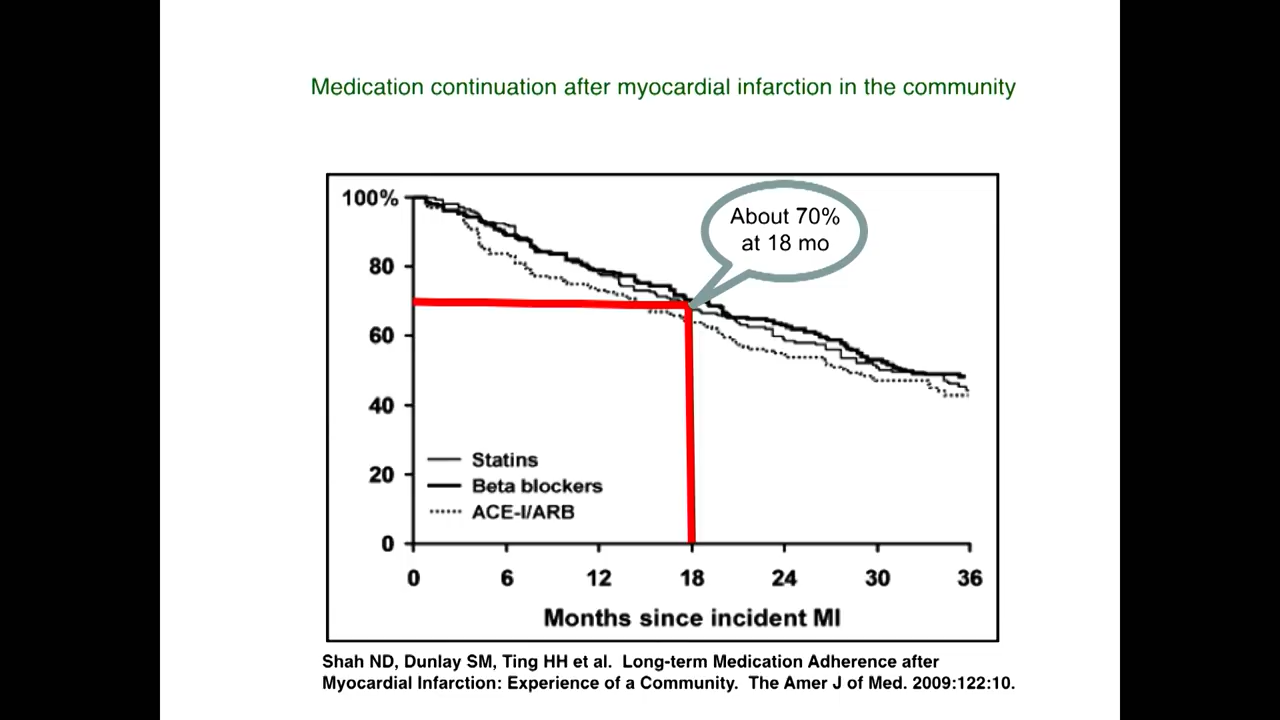 Medication continuation after myocardial infarction in the community
100%
80
60
40
20
0
About 70%
at 18 mo
Statins
Beta blockers
ACE-I/ARB
0 6 12 18 24 30 36
Months since incident MI
Shah ND, Dunlay SM, Ting HH et al. Long-term Medication Adherence after
Myocardial Infarction: Experience of a Community. The Amer J of Med. 2009:122:10.